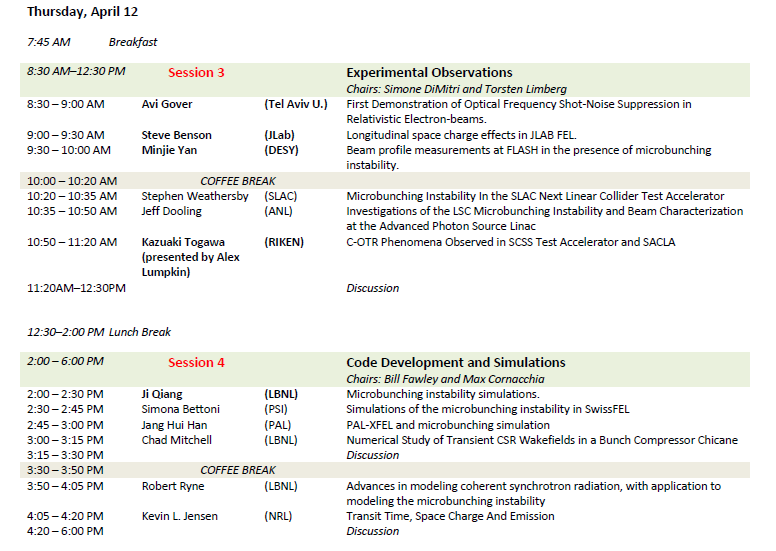 Thursday, April 12
7:45 AM Breakfast
8:30 AM–12:30 PM Session 3 Experimental Observations
Chairs: Simone DiMitri and Torsten Limberg
8:30 – 9:00 AM Avi Gover (Tel Aviv U.) First Demonstration of Optical Frequency Shot-Noise Suppression in
Relativistic Electron-beams.
9:00 – 9:30 AM Steve Benson (JLab) Longitudinal space charge effects in JLAB FEL.
9:30 – 10:00 AM Minjie Yan (DESY) Beam profile measurements at FLASH in the presence of microbunching
instability.
10:00 – 10:20 AM COFFEE BREAK
10:20 – 10:35 AM Stephen Weathersby (SLAC) Microbunching Instability In the SLAC Next Linear Collider Test Accelerator
10:35 – 10:50 AM Jeff Dooling (ANL) Investigations of the LSC Microbunching Instability and Beam Characterization
at the Advanced Photon Source Linac
10:50 – 11:20 AM Kazuaki Togawa (RIKEN) C-OTR Phenomena Observed in SCSS Test Accelerator and SACLA
(presented by Alex
Lumpkin)
11:20AM–12:30PM Discussion
12:30–2:00 PM Lunch Break
2:00 – 6:00 PM Session 4 Code Development and Simulations
Chairs: Bill Fawley and Max Cornacchia
2:00 – 2:30 PM Ji Qiang (LBNL) Microbunching instability simulations.
2:30 – 2:45 PM Simona Bettoni (PSI) Simulations of the microbunching instability in SwissFEL
2:45 – 3:00 PM Jang Hui Han (PAL) PAL-XFEL and microbunching simulation
3:00 – 3:15 PM Chad Mitchell (LBNL) Numerical Study of Transient CSR Wakefields in a Bunch Compressor Chicane
3:15 – 3:30 PM Discussion
3:30 – 3:50 PM COFFEE BREAK
3:50 – 4:05 PM Robert Ryne (LBNL) Advances in modeling coherent synchrotron radiation, with application to
modeling the microbunching instability
4:05 – 4:20 PM Kevin L. Jensen (NRL) Transit Time, Space Charge And Emission
4:20 – 6:00 PM Discussion